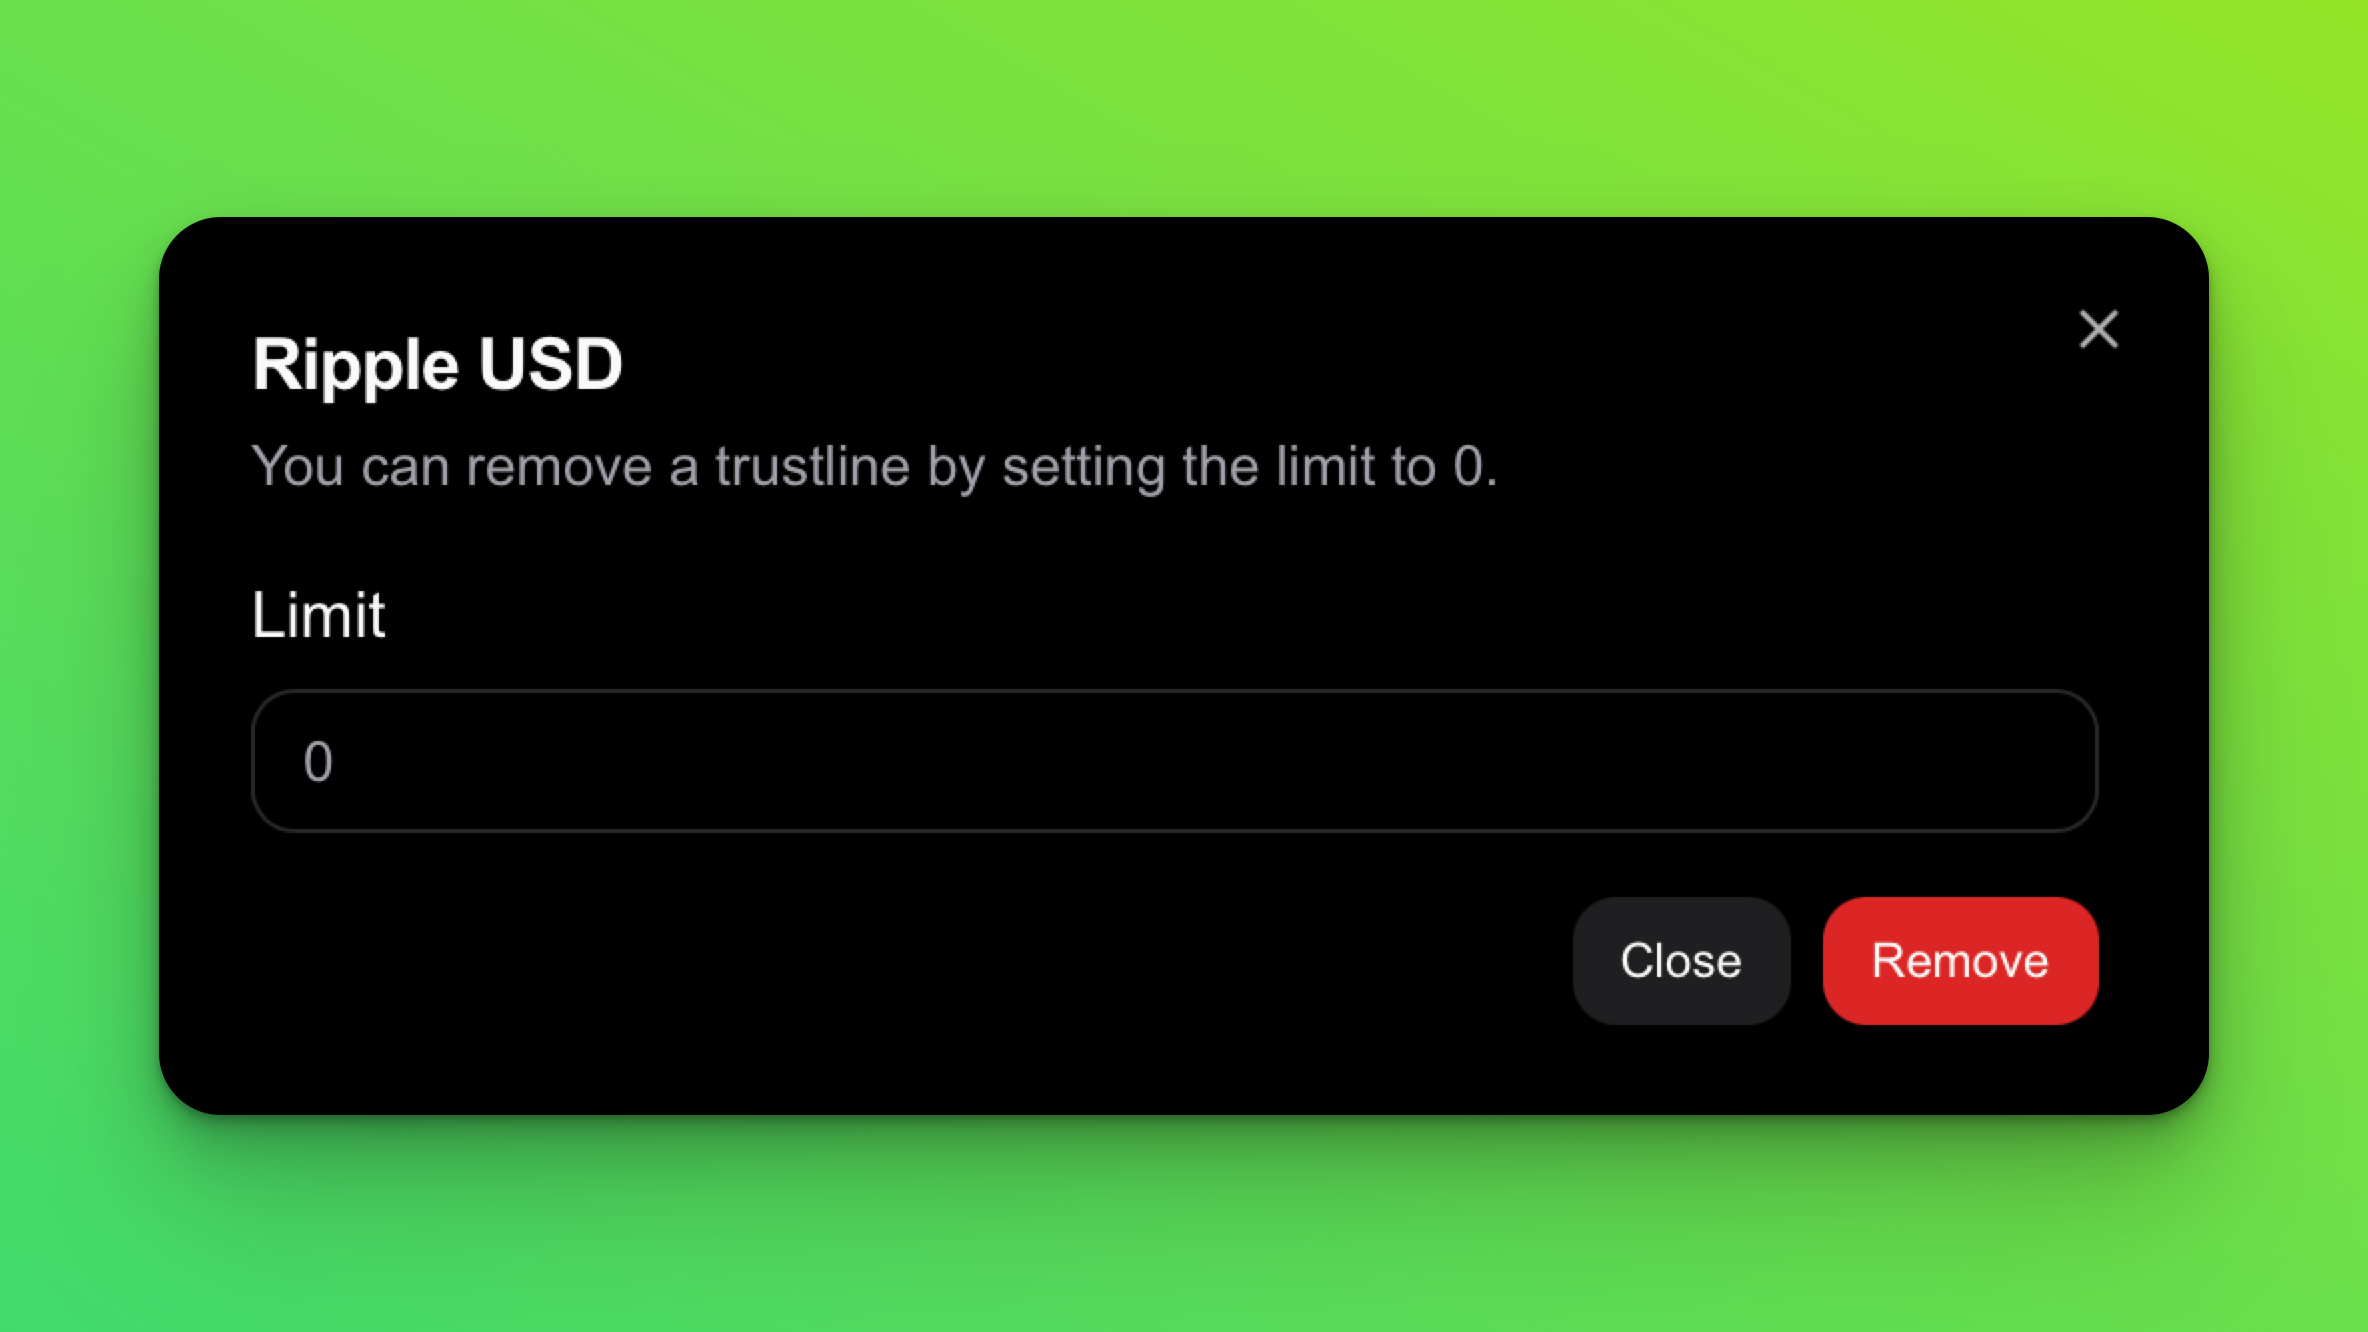 Ripple USD
You can remove a trustline by setting the limit to 0.
Limit
0
Close
Remove